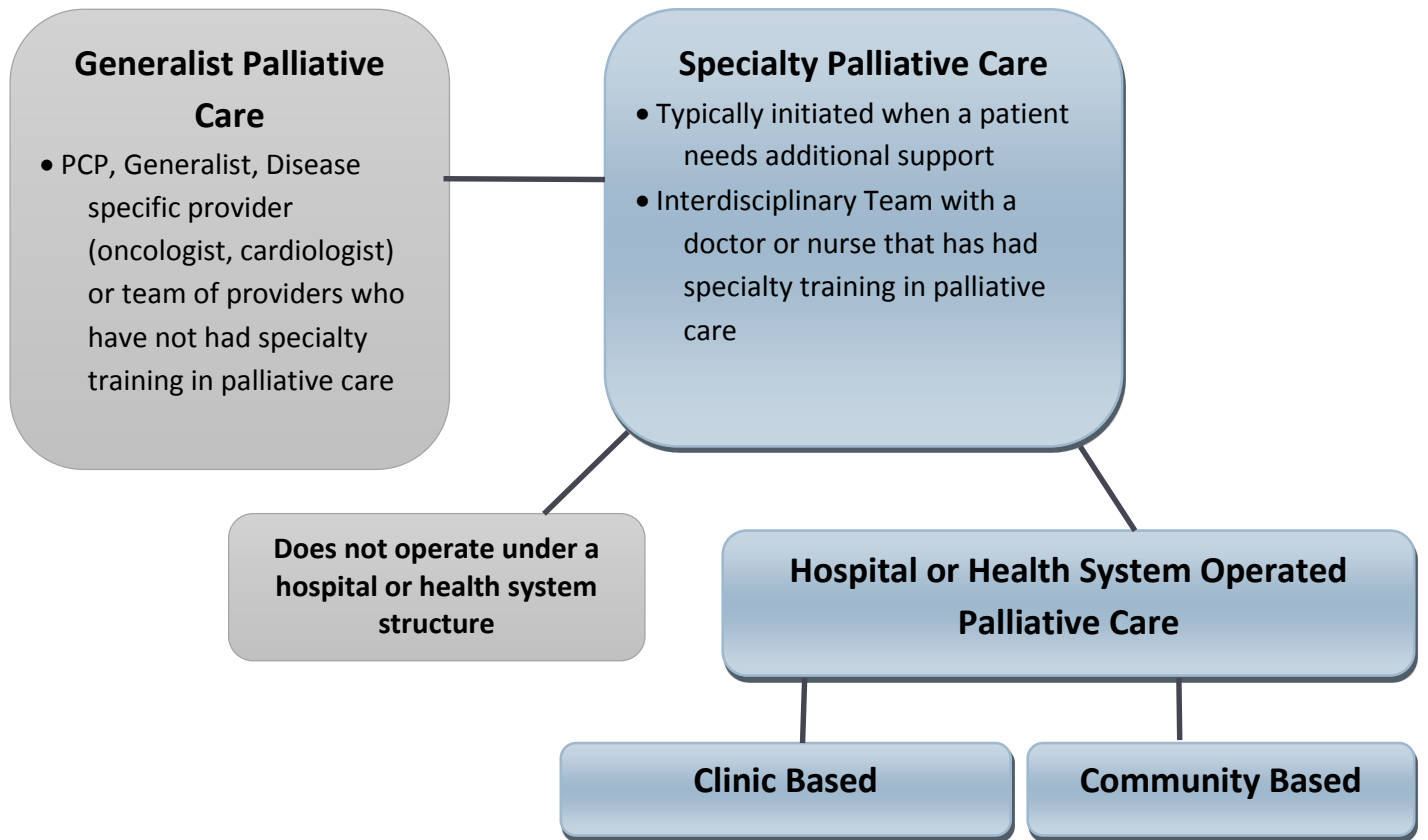 Generalist Palliative
Care
• PCP, Generalist, Disease
specific provider
(oncologist, cardiologist)
or team of providers who
have not had specialty
training in palliative care
Specialty Palliative Care
• Typically initiated when a patient
needs additional support
• Interdisciplinary Team with a
doctor or nurse that has had
specialty training in palliative
care
Does not operate under a
hospital or health system
structure
Hospital or Health System Operated
Palliative Care
Clinic Based
Community Based